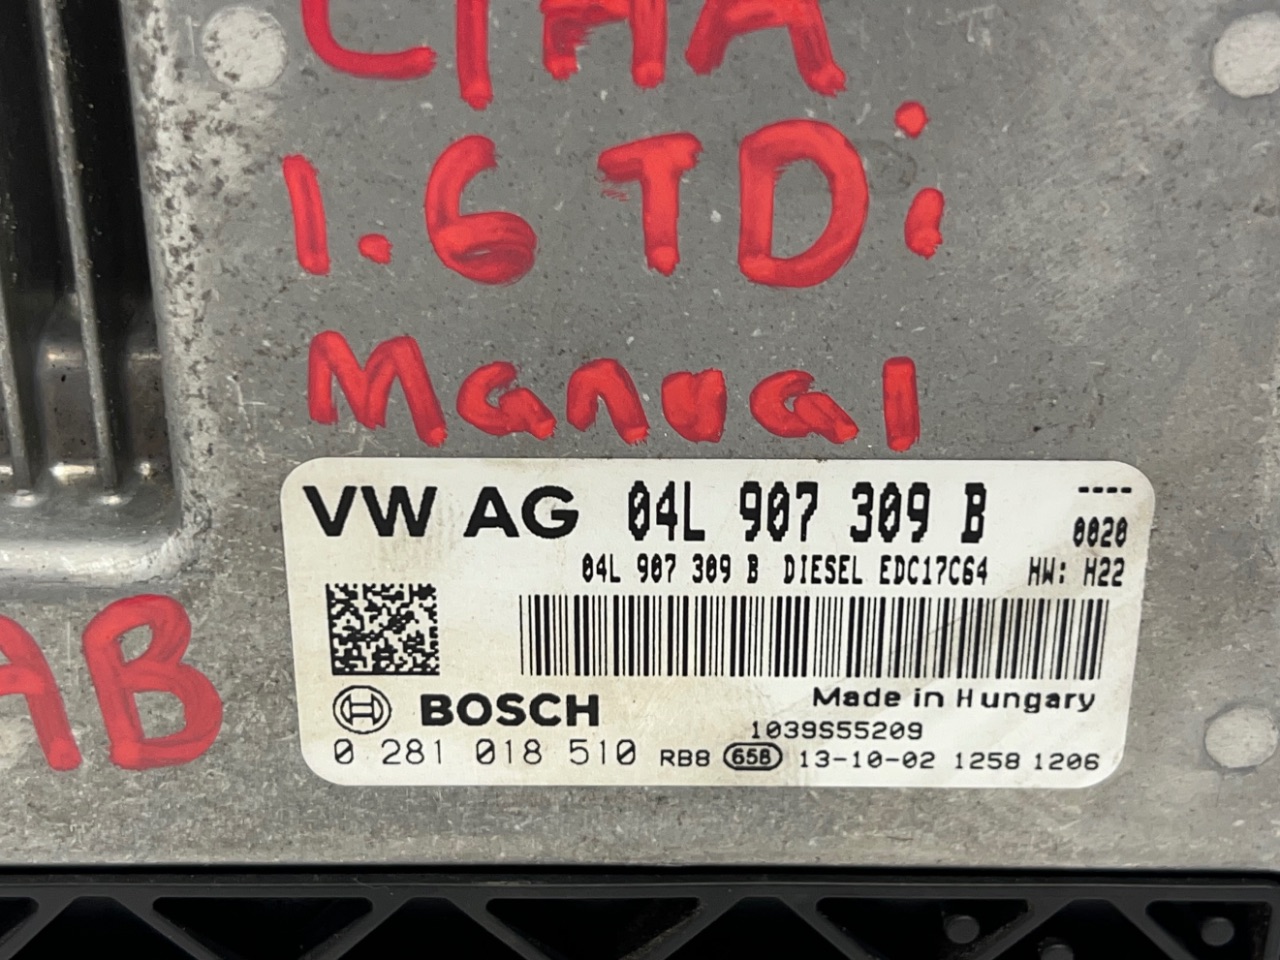 1.6 TDi
Manual
VW AG 04L 907 309 B ----
0020
04L 907 309 B DIESEL EDC17C64 HW: H22
AB
BOSCH Made in Hungary
1039S55209
0 281 018 510 RB8 658 13-10-02 1258 1206